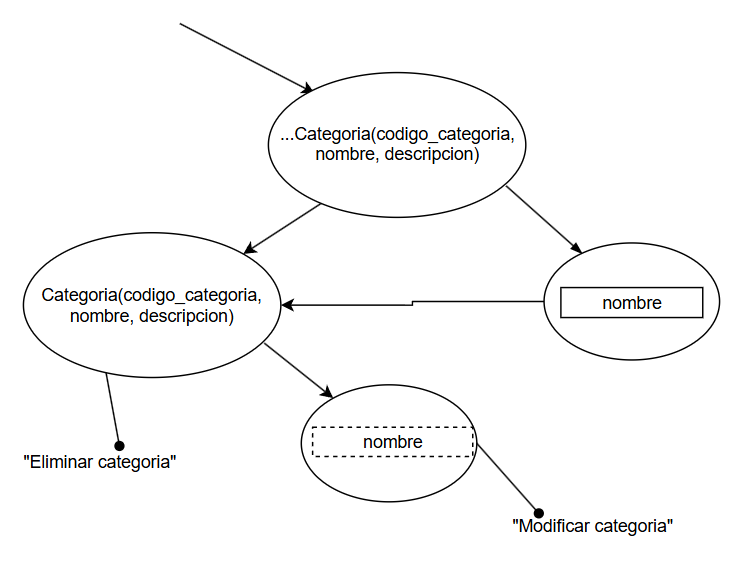 ...Categoria(codigo_categoria,
nombre, descripcion)
nombre
Categoria(codigo_categoria,
nombre, descripcion)
nombre
"Eliminar categoria"
"Modificar categoria"